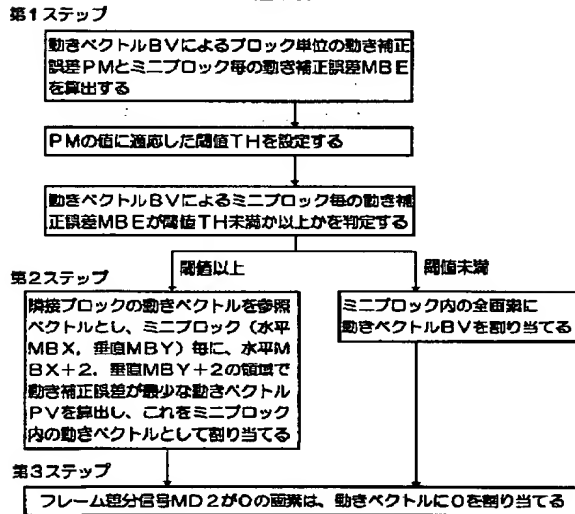 第1ステップ
動きベクトルBVによるブロック単位の動き補正
誤差PMとミニブロック毎の動き補正誤差MBE
を算出する
PMの値に適応した閾値THを設定する
動きベクトルBVによるミニブロック毎の動き補
正誤差MBEが閾値TH未満か以上かを判定する
閾値以上
閾値未満
第2ステップ
隣接ブロックの動きベクトルを参照
ベクトルとし、ミニブロック(水平
MBX,垂直MBY)毎に、水平M
BX+2,垂直MBY+2の領域で
動き補正誤差が最少な動きベクトル
PVを算出し、これをミニブロック
内の動きベクトルとして割り当てる
ミニブロック内の全画素に
動きベクトルBVを割り当てる
第3ステップ
フレーム差分信号MD2が0の画素は、動きベクトルに0を割り当てる